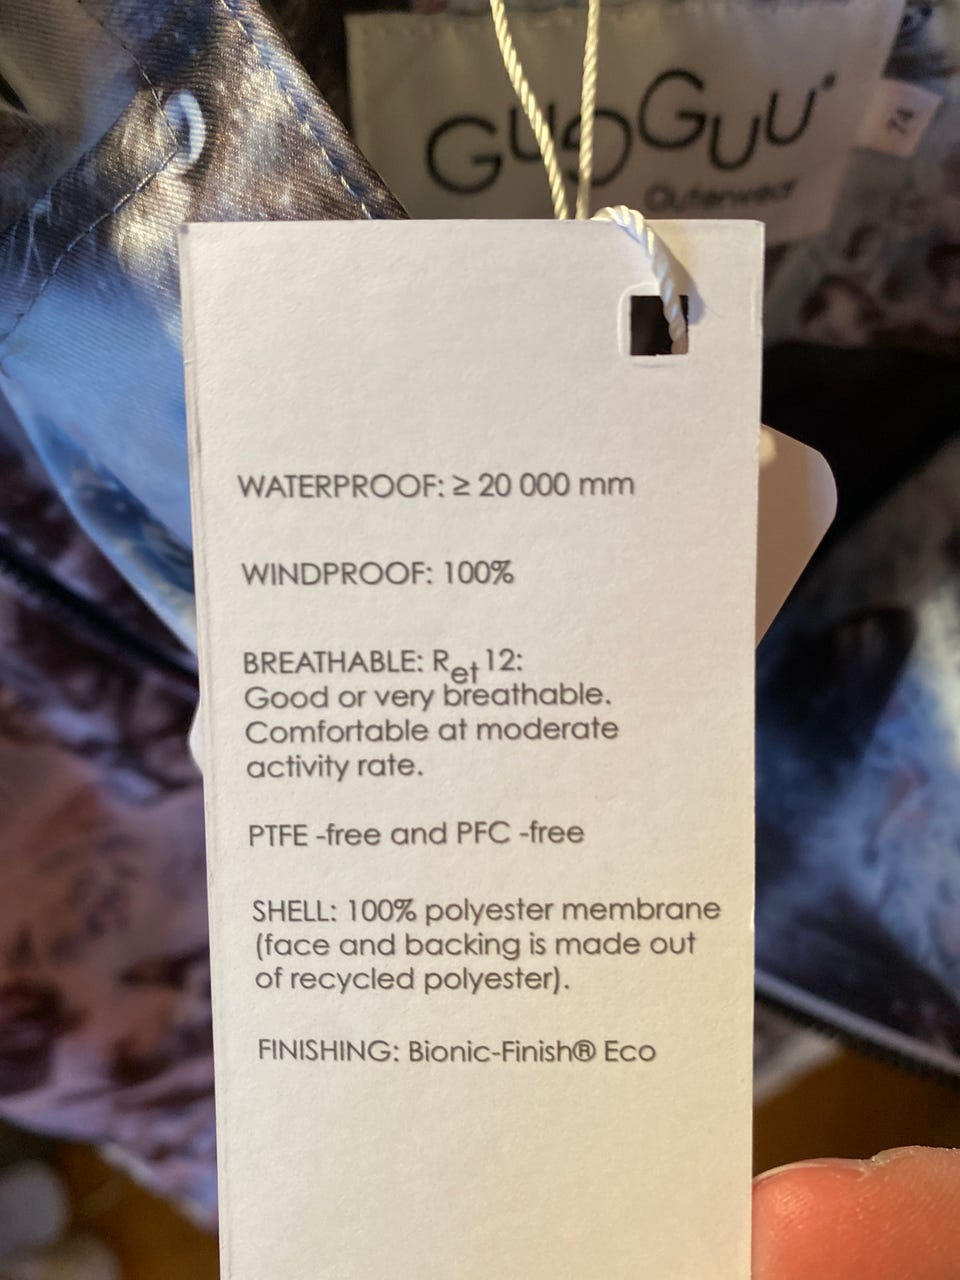 GUGGUU
Outerwear
74
WATERPROOF: ≥ 20 000 mm
WINDPROOF: 100%
BREATHABLE: Ret 12:
Good or very breathable.
Comfortable at moderate
activity rate.
PTFE -free and PFC -free
SHELL: 100% polyester membrane
(face and backing is made out
of recycled polyester).
FINISHING: Bionic-Finish® Eco